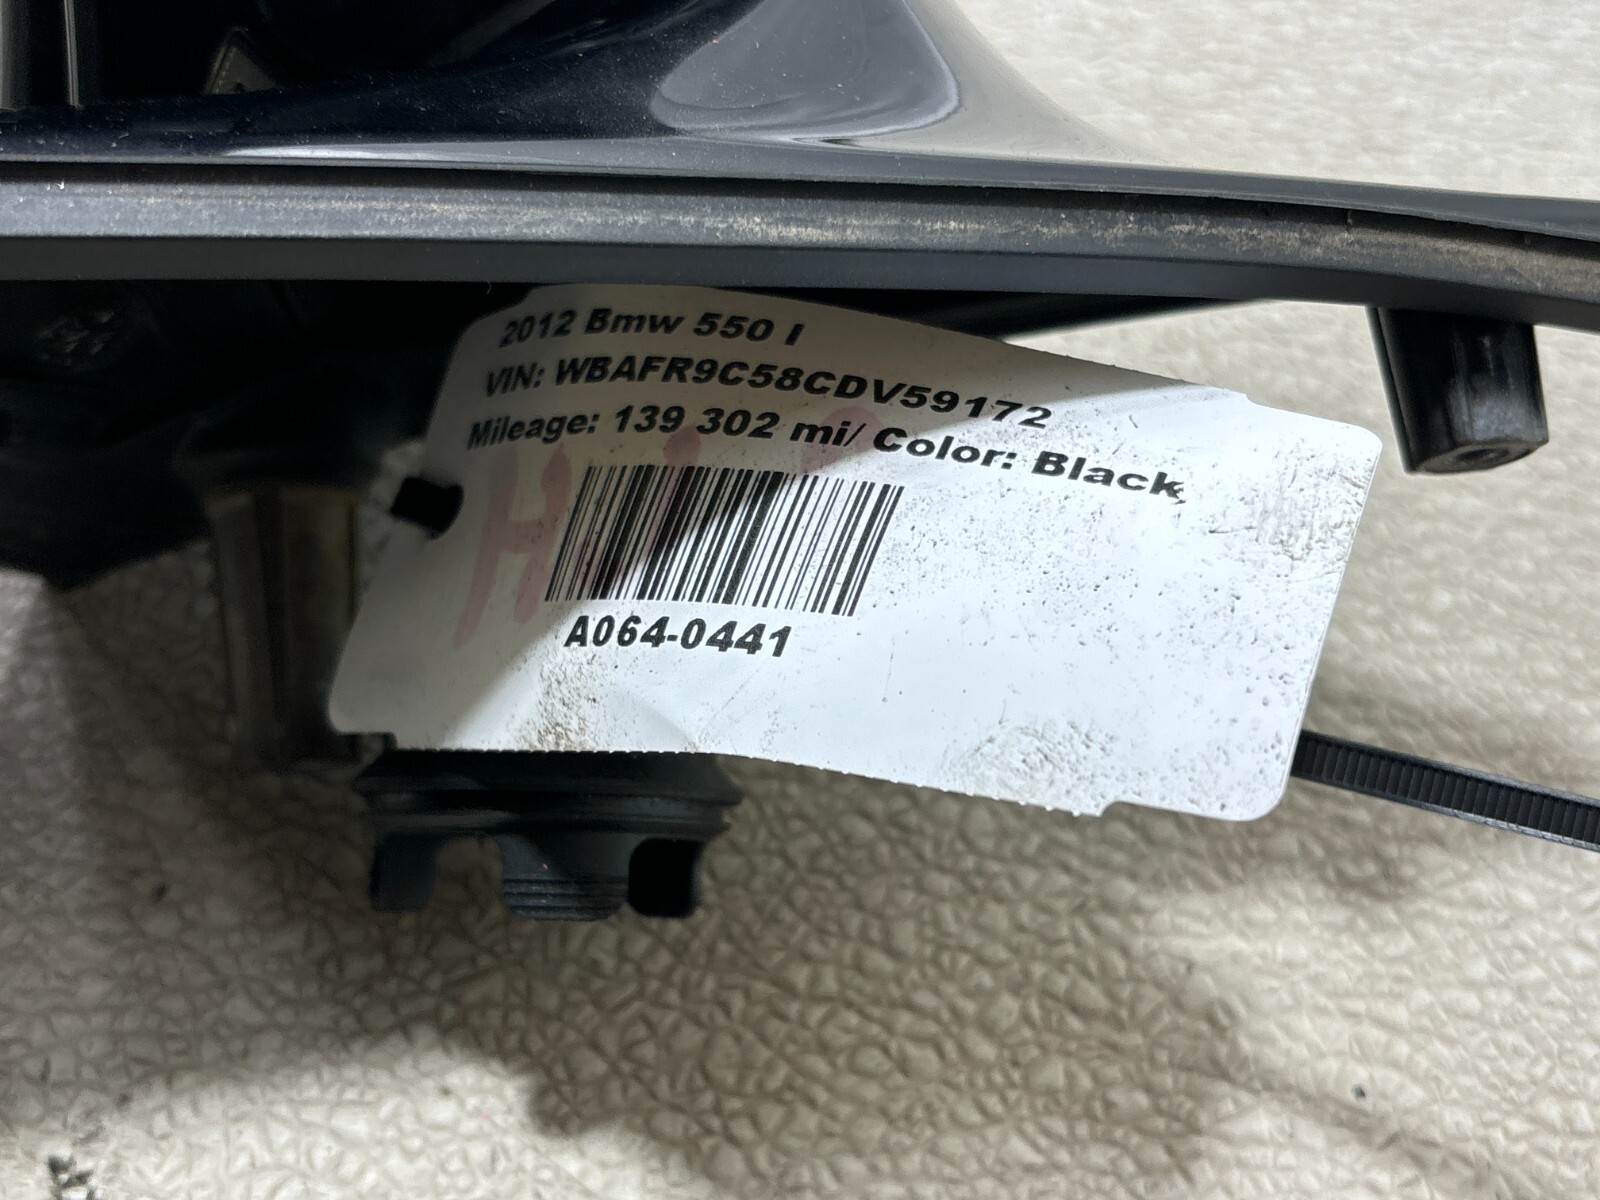 2012 Bmw 550 I
VIN: WBAFR9C58CDV59172
Mileage: 139 302 mi/ Color: Black
A064-0441